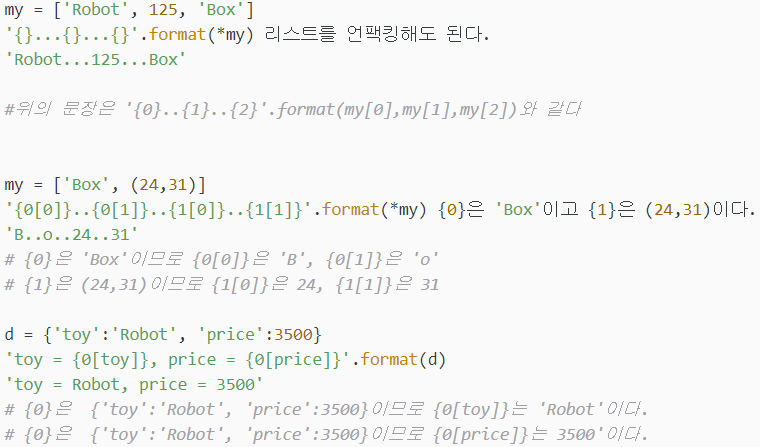 my = ['Robot', 125, 'Box']
'{}...{}...{}'.format(*my) 리스트를 언팩킹해도 된다.
'Robot...125...Box'
#위의 문장은 '{0}..{1}..{2}'.format(my[0],my[1],my[2])와 같다
my = ['Box', (24,31)]
'{0[0]}..{0[1]}..{1[0]}..{1[1]}'.format(*my) {0}은 'Box'이고 {1}은 (24,31)이다.
'B..o..24..31'
# {0}은 'Box'이므로 {0[0]}은 'B', {0[1]}은 'o'
# {1}은 (24,31)이므로 {1[0]}은 24, {1[1]}은 31
d = {'toy':'Robot', 'price':3500}
'toy = {0[toy]}, price = {0[price]}'.format(d)
'toy = Robot, price = 3500'
# {0}은  {'toy':'Robot', 'price':3500}이므로 {0[toy]}는 'Robot'이다.
# {0}은  {'toy':'Robot', 'price':3500}이므로 {0[price]}는 3500'이다.